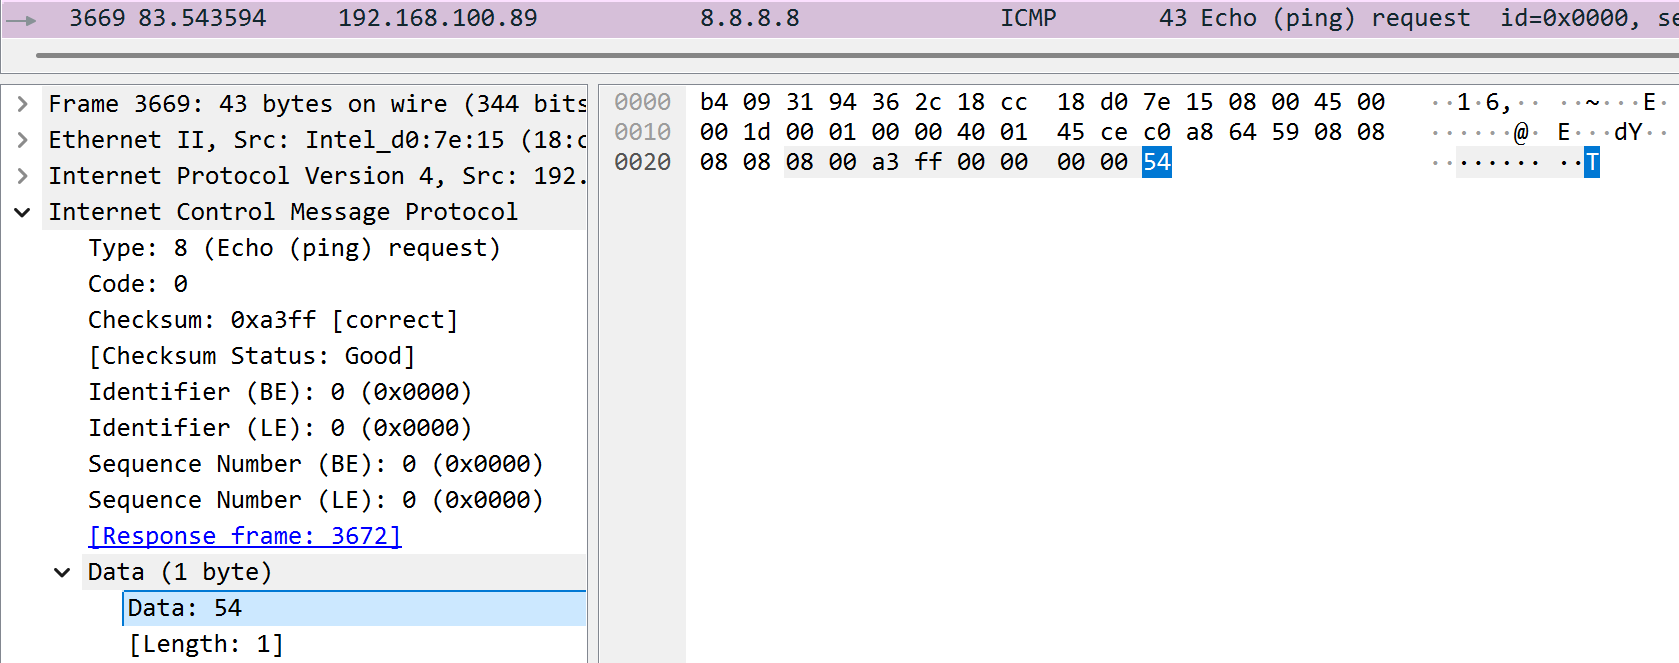 3669 83.543594 192.168.100.89 8.8.8.8 ICMP 43 Echo (ping) request id=0x0000, se
Frame 3669: 43 bytes on wire (344 bits
Ethernet II, Src: Intel_d0:7e:15 (18:c
Internet Protocol Version 4, Src: 192.
Internet Control Message Protocol
Type: 8 (Echo (ping) request)
Code: 0
Checksum: 0xa3ff [correct]
[Checksum Status: Good]
Identifier (BE): 0 (0x0000)
Identifier (LE): 0 (0x0000)
Sequence Number (BE): 0 (0x0000)
Sequence Number (LE): 0 (0x0000)
[Response frame: 3672]
Data (1 byte)
Data: 54
[Length: 1]
0000 b4 09 31 94 36 2c 18 cc 18 d0 7e 15 08 00 45 00 ··1·6,·· ··~···E·
0010 00 1d 00 01 00 00 40 01 45 ce c0 a8 64 59 08 08 ······@· E···dY··
0020 08 08 08 00 a3 ff 00 00 00 00 54 ········ ··T